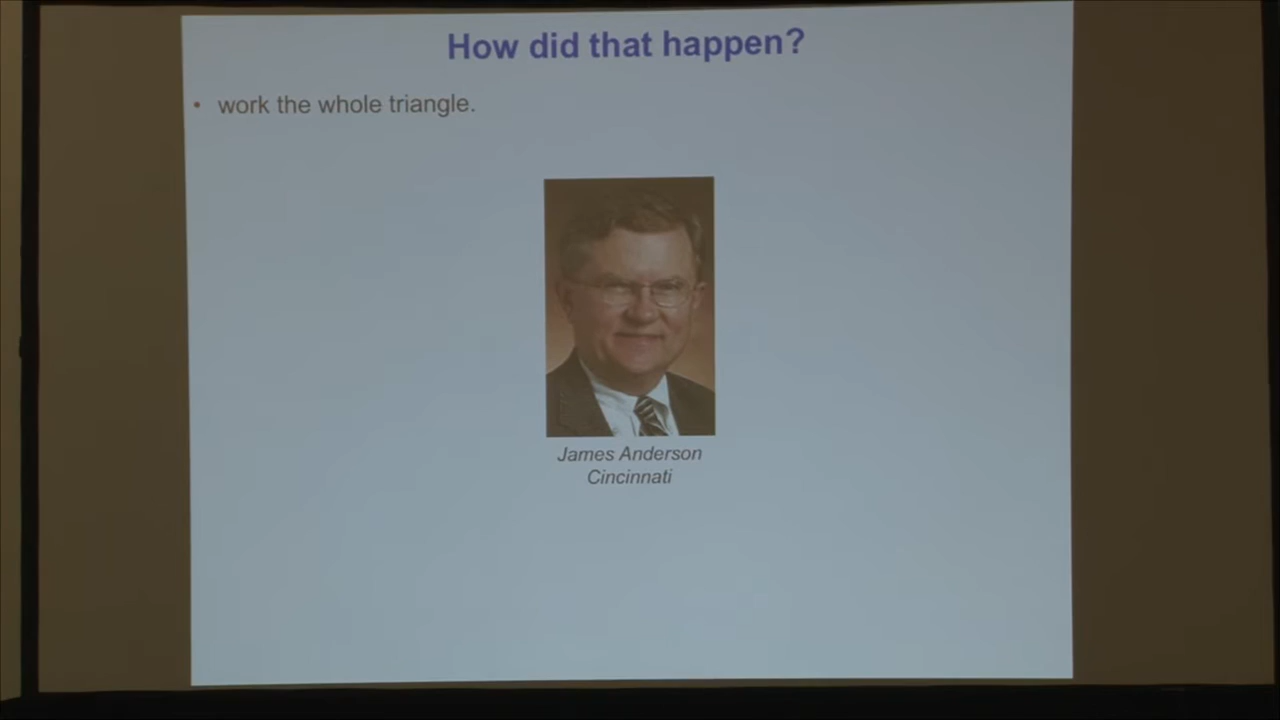 How did that happen?
• work the whole triangle.
James Anderson
Cincinnati